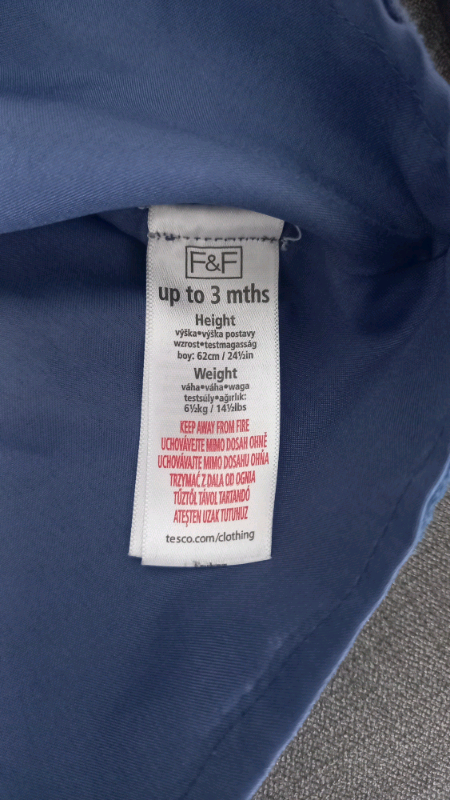 F&F
up to 3 mths
Height
výška•výška postavy
wzrost•testmagasság
boy: 62cm / 24½in
Weight
váha•váha•waga
testsúly•ağırlık:
6½kg / 14½lbs
KEEP AWAY FROM FIRE
UCHOVÁVEJTE MIMO DOSAH OHNĚ
UCHOVÁVAJTE MIMO DOSAHU OHŇA
TRZYMAĆ Z DALA OD OGNIA
TŰZTŐL TÁVOL TARTANDÓ
ATEŞTEN UZAK TUTUNUZ
tesco.com/clothing